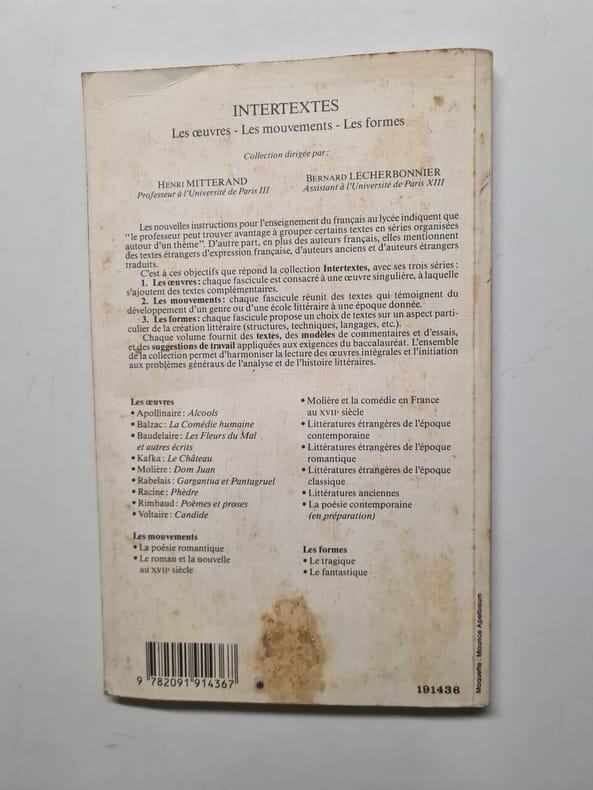 INTERTEXTES
Les œuvres - Les mouvements - Les formes
Collection dirigée par :
HENRI MITTERAND
Professeur à l'Université de Paris III
BERNARD LECHERBONNIER
Assistant à l'Université de Paris XIII
Les nouvelles instructions pour l'enseignement du français au lycée indiquent que
"le professeur peut trouver avantage à grouper certains textes en séries organisées
autour d'un thème". D'autre part, en plus des auteurs français, elles mentionnent
des textes étrangers d'expression française, d'auteurs anciens et d'auteurs étrangers
traduits.
C'est à ces objectifs que répond la collection Intertextes, avec ses trois séries :
1. Les œuvres : chaque fascicule est consacré à une œuvre singulière, à laquelle
s'ajoutent des textes complémentaires.
2. Les mouvements : chaque fascicule réunit des textes qui témoignent du
développement d'un genre ou d'une école littéraire à une époque donnée.
3. Les formes : chaque fascicule propose un choix de textes sur un aspect parti-
culier de la création littéraire (structures, techniques, langages, etc.).
Chaque volume fournit des textes, des modèles de commentaires et d'essais,
et des suggestions de travail appliquées aux exigences du baccalauréat. L'ensemble
de la collection permet d'harmoniser la lecture des œuvres intégrales et l'initiation
aux problèmes généraux de l'analyse et de l'histoire littéraires.
Les œuvres
• Apollinaire : Alcools
• Balzac : La Comédie humaine
• Baudelaire : Les Fleurs du Mal
et autres écrits
• Kafka : Le Château
• Molière : Dom Juan
• Rabelais : Gargantua et Pantagruel
• Racine : Phèdre
• Rimbaud : Poèmes et proses
• Voltaire : Candide
Les mouvements
• La poésie romantique
• Le roman et la nouvelle
au XVIIe siècle
• Molière et la comédie en France
au XVIIe siècle
• Littératures étrangères de l'époque
contemporaine
• Littératures étrangères de l'époque
romantique
• Littératures étrangères de l'époque
classique
• Littératures anciennes
• La poésie contemporaine
(en préparation)
Les formes
• Le tragique
• Le fantastique
9 782091 914367
191436
Maquette : Maurice Apelbaum